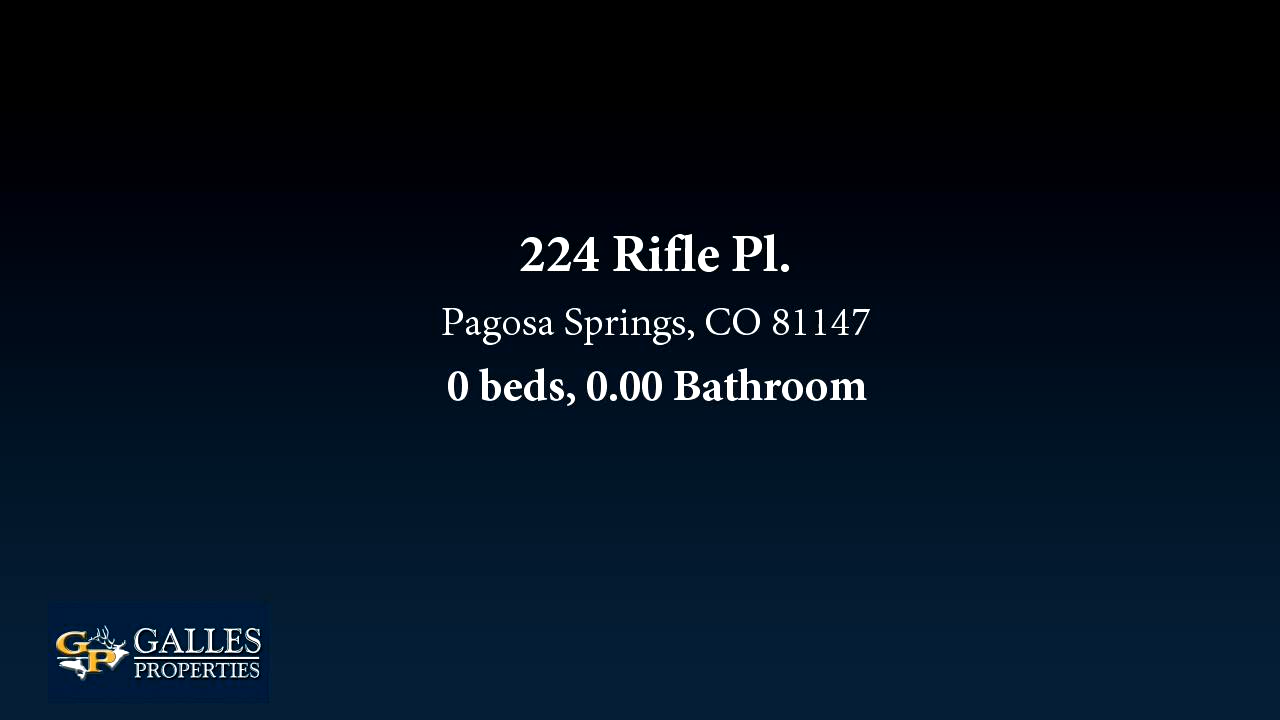 224 Rifle Pl.
Pagosa Springs, CO 81147
0 beds, 0.00 Bathroom
GP GALLES
PROPERTIES